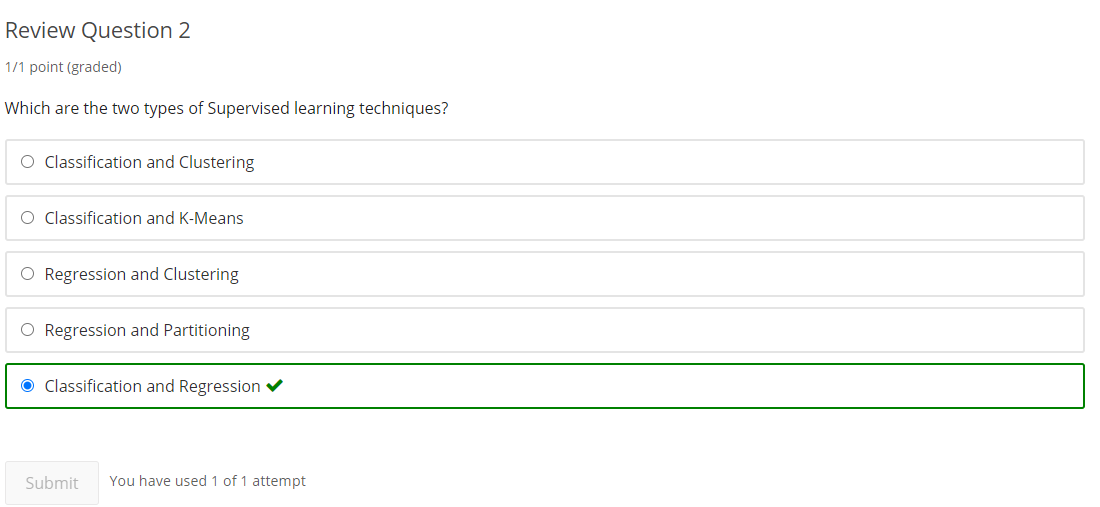 Review Question 2
1/1 point (graded)
Which are the two types of Supervised learning techniques?
Classification and Clustering
Classification and K-Means
Regression and Clustering
Regression and Partitioning
Classification and Regression
Submit
You have used 1 of 1 attempt